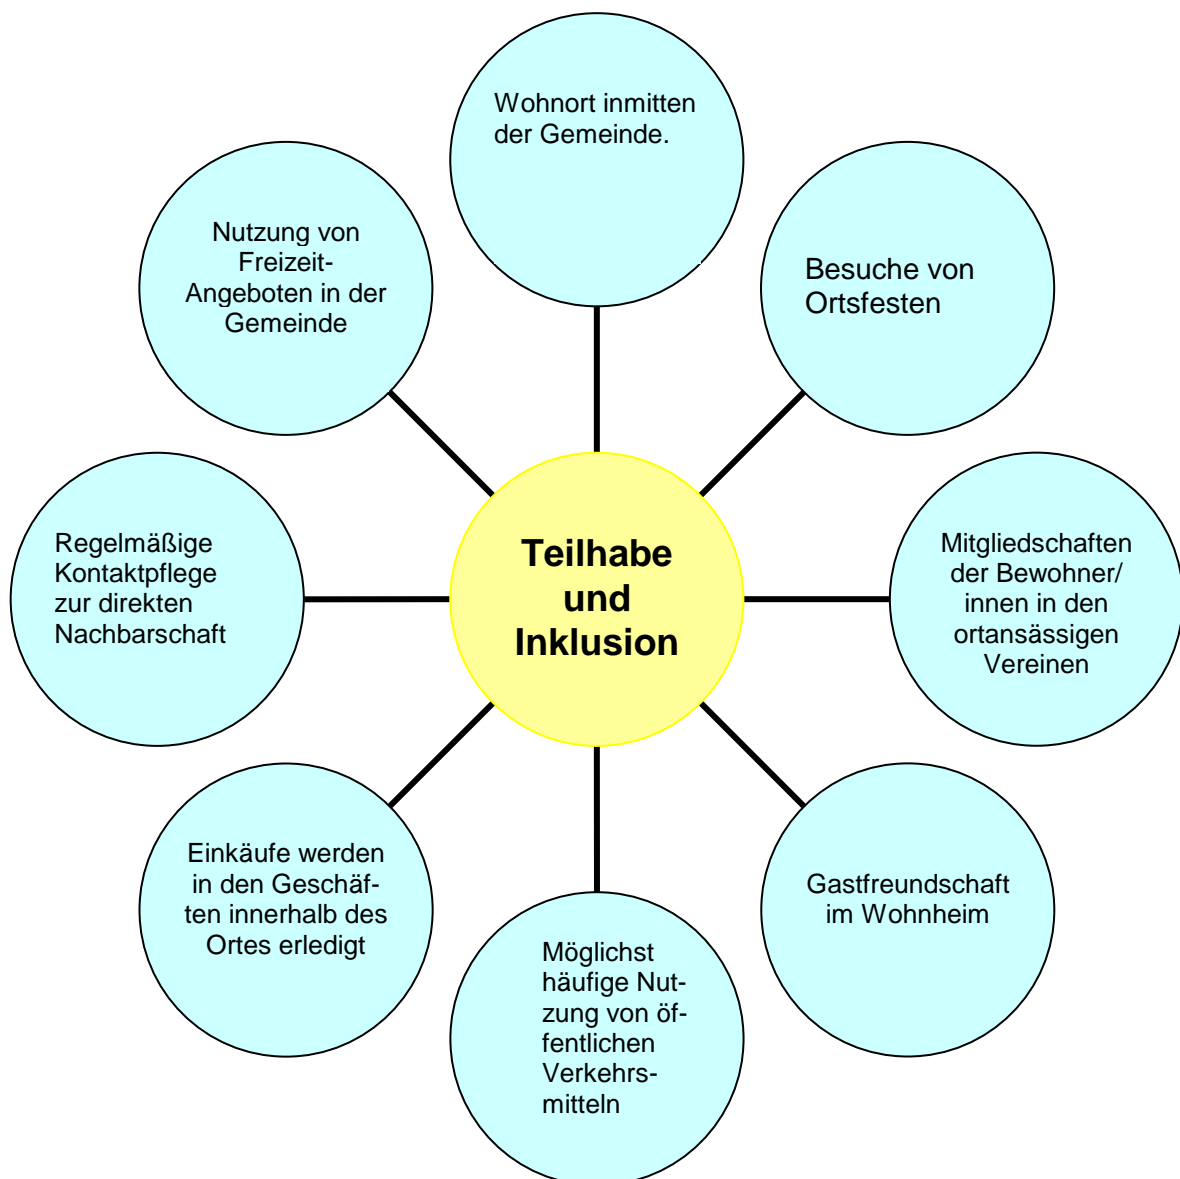 Wohnort inmitten
der Gemeinde.
Nutzung von
Freizeit-
Angeboten in der
Gemeinde
Besuche von
Ortsfesten
Regelmäßige
Kontaktpflege
zur direkten
Nachbarschaft
Teilhabe
und
Inklusion
Mitgliedschaften
der Bewohner/
innen in den
ortansässigen
Vereinen
Einkäufe werden
in den Geschäf-
ten innerhalb des
Ortes erledigt
Gastfreundschaft
im Wohnheim
Möglichst
häufige Nut-
zung von öf-
fentlichen
Verkehrs-
mitteln